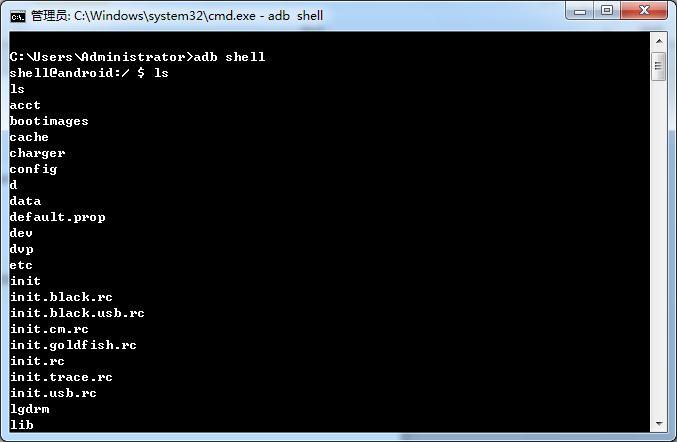 管理员: C:\Windows\system32\cmd.exe - adb  shell
C:\Users\Administrator>adb shell
shell@android:/ $ ls
ls
acct
bootimages
cache
charger
config
d
data
default.prop
dev
dvp
etc
init
init.black.rc
init.black.usb.rc
init.cm.rc
init.goldfish.rc
init.rc
init.trace.rc
init.usb.rc
lgdrm
lib